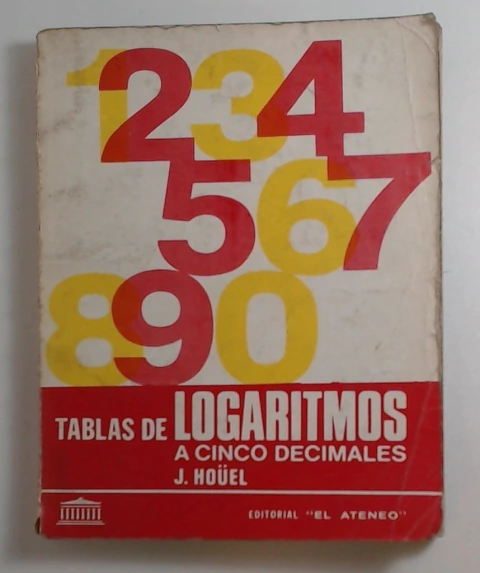 1234
567
890
TABLAS DE LOGARITMOS
A CINCO DECIMALES
J. HOÜEL
EDITORIAL "EL ATENEO"